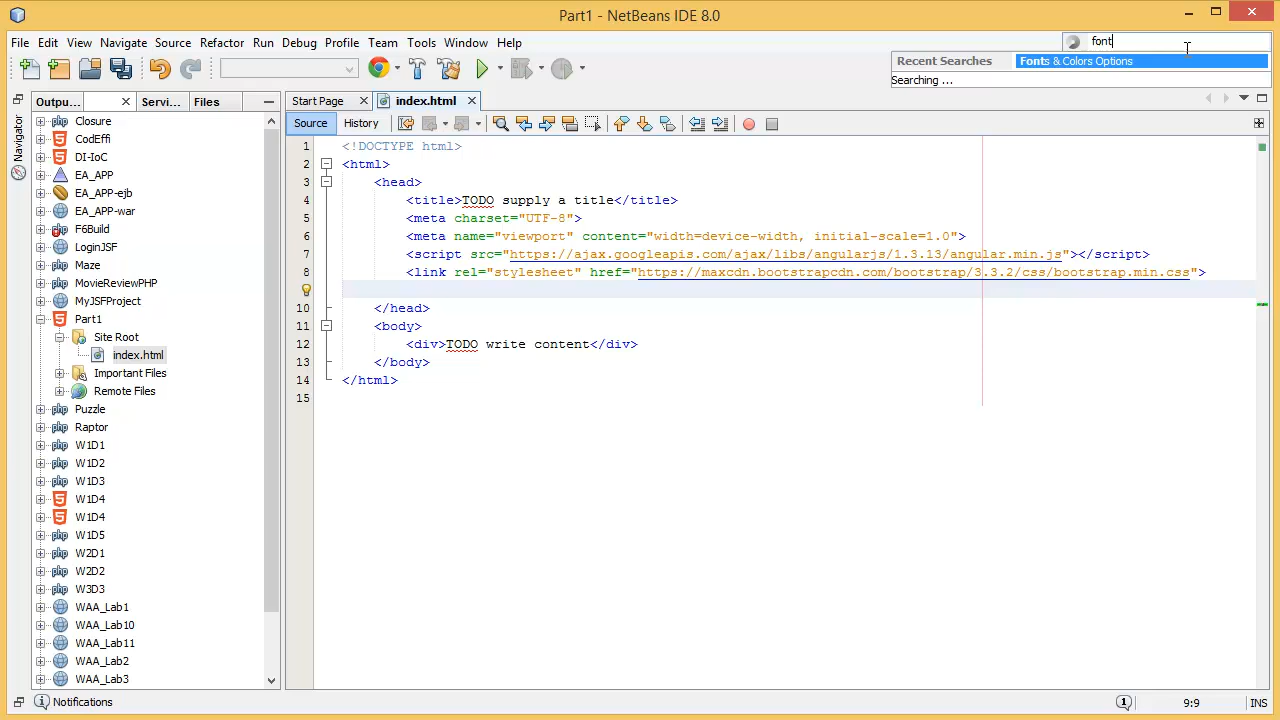 Part1 - NetBeans IDE 8.0
File Edit View Navigate Source Refactor Run Debug Profile Team Tools Window Help
font
Recent Searches Fonts & Colors Options
Searching ...
Outpu... Servi... Files
Start Page index.html
Source History
Navigator
Closure
CodEffi
DI-IoC
EA_APP
EA_APP-ejb
EA_APP-war
F6Build
LoginJSF
Maze
MovieReviewPHP
MyJSFProject
Part1
Site Root
index.html
Important Files
Remote Files
Puzzle
Raptor
W1D1
W1D2
W1D3
W1D4
W1D4
W1D5
W2D1
W2D2
W3D3
WAA_Lab1
WAA_Lab10
WAA_Lab11
WAA_Lab2
WAA_Lab3
1 <!DOCTYPE html>
2 <html>
3 <head>
4 <title>TODO supply a title</title>
5 <meta charset="UTF-8">
6 <meta name="viewport" content="width=device-width, initial-scale=1.0">
7 <script src="https://ajax.googleapis.com/ajax/libs/angularjs/1.3.13/angular.min.js"></script>
8 <link rel="stylesheet" href="https://maxcdn.bootstrapcdn.com/bootstrap/3.3.2/css/bootstrap.min.css">
10 </head>
11 <body>
12 <div>TODO write content</div>
13 </body>
14 </html>
15
Notifications 1 9:9 INS